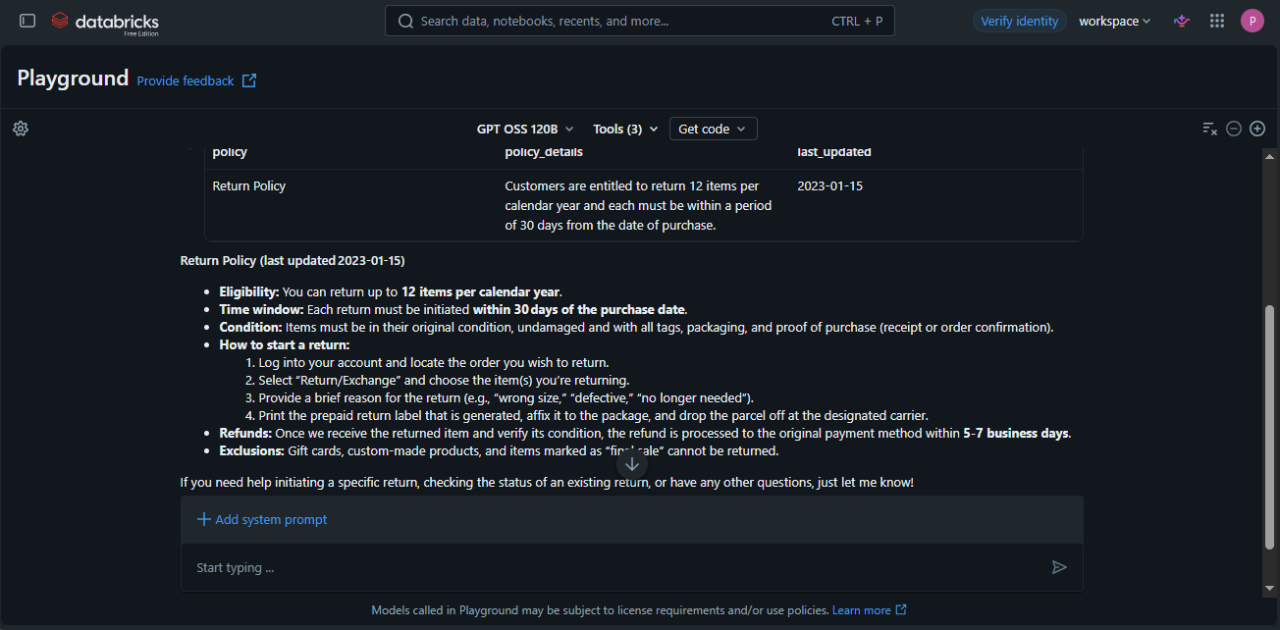 databricks
Free Edition
Search data, notebooks, recents, and more...
CTRL + P
Verify identity
workspace
P
Playground
Provide feedback
GPT OSS 120B
Tools (3)
Get code
policy policy_details last_updated
Return Policy Customers are entitled to return 12 items per 2023-01-15
calendar year and each must be within a period
of 30 days from the date of purchase.
Return Policy (last updated 2023-01-15)
• Eligibility: You can return up to 12 items per calendar year.
• Time window: Each return must be initiated within 30 days of the purchase date.
• Condition: Items must be in their original condition, undamaged and with all tags, packaging, and proof of purchase (receipt or order confirmation).
• How to start a return:
1. Log into your account and locate the order you wish to return.
2. Select “Return/Exchange” and choose the item(s) you’re returning.
3. Provide a brief reason for the return (e.g., “wrong size,” “defective,” “no longer needed”).
4. Print the prepaid return label that is generated, affix it to the package, and drop the parcel off at the designated carrier.
• Refunds: Once we receive the returned item and verify its condition, the refund is processed to the original payment method within 5-7 business days.
• Exclusions: Gift cards, custom-made products, and items marked as “final sale” cannot be returned.
If you need help initiating a specific return, checking the status of an existing return, or have any other questions, just let me know!
Add system prompt
Start typing ...
Models called in Playground may be subject to license requirements and/or use policies. Learn more